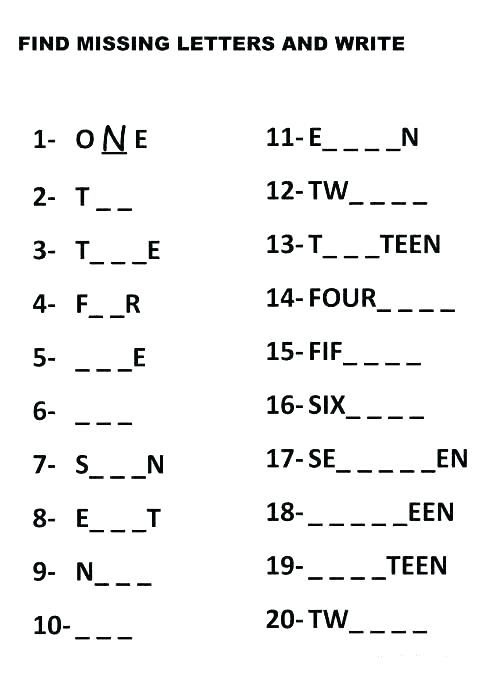 FIND MISSING LETTERS AND WRITE
1- O N E
2- T _ _
3- T_ _ _E
4- F_ _R
5- _ _ _E
6- _ _ _
7- S_ _ _N
8- E_ _ _T
9- N_ _ _
10-_ _ _
11-E_ _ _ _N
12-TW_ _ _ _
13-T_ _ _TEEN
14-FOUR_ _ _ _
15-FIF_ _ _ _
16-SIX_ _ _ _
17-SE_ _ _ _ _EN
18-_ _ _ _ _EEN
19-_ _ _ _TEEN
20-TW_ _ _ _